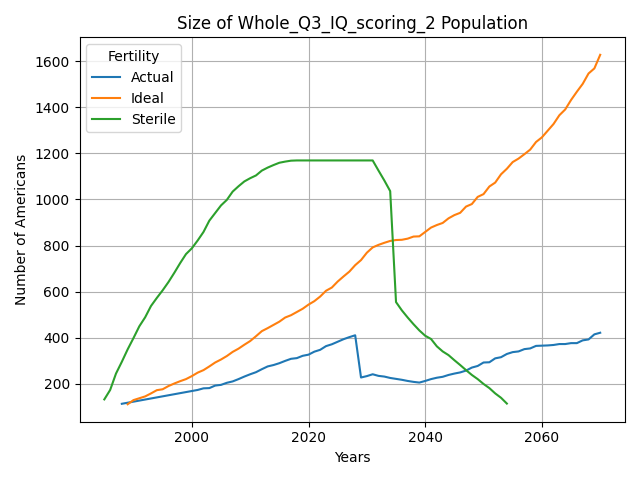 Size of Whole_Q3_IQ_scoring_2 Population
Fertility
Actual
Ideal
Sterile
Number of Americans
1600
1400
1200
1000
800
600
400
200
2000
2020
2040
2060
Years